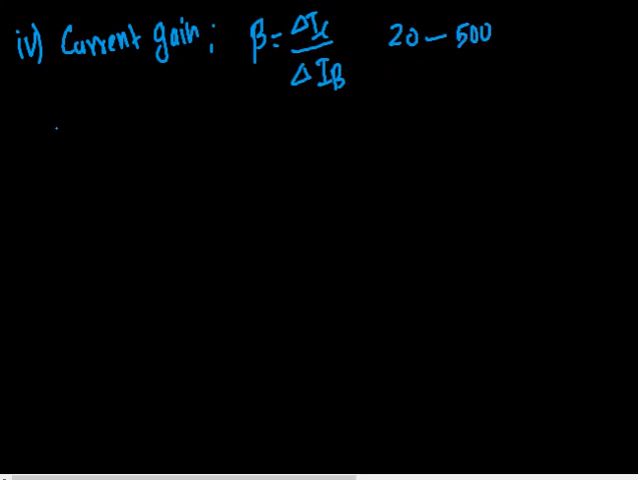 iv) Current gain; β = ΔIc / ΔIB 20 – 500